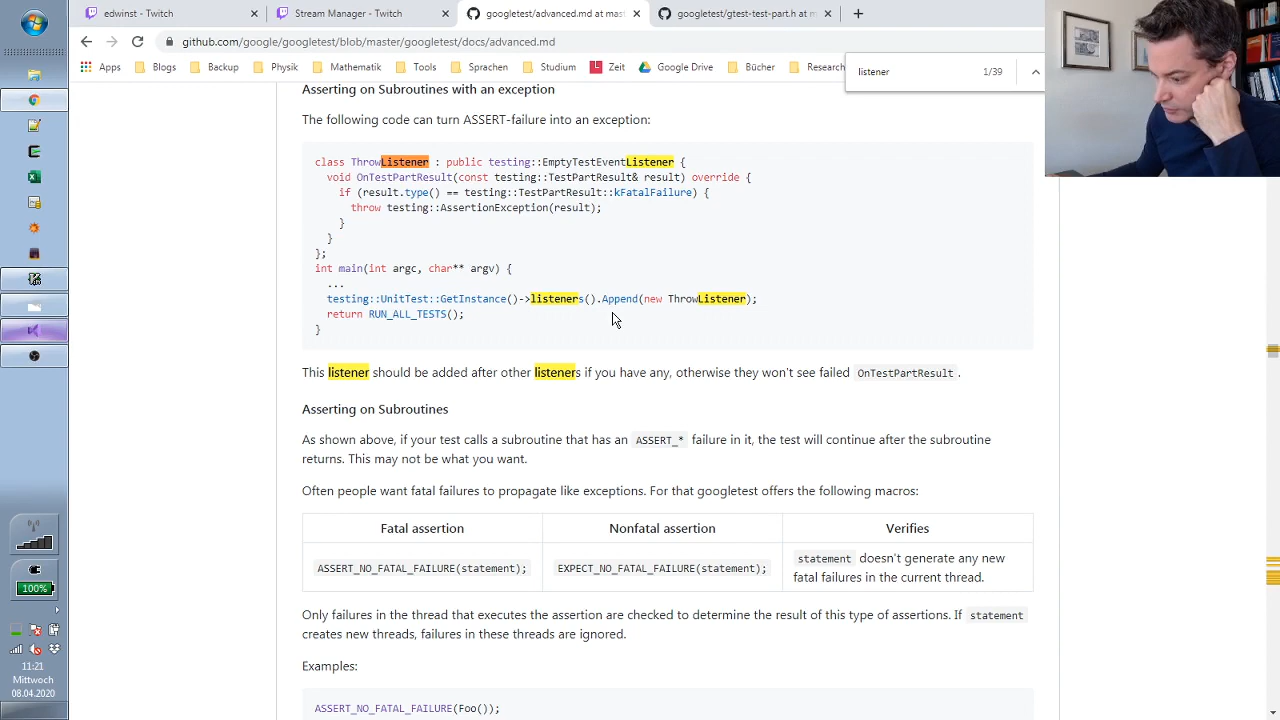 edwinst - Twitch
Stream Manager - Twitch
googletest/advanced.md at mast
googletest/gtest-test-part.h at m
github.com/google/googletest/blob/master/googletest/docs/advanced.md
Apps
Blogs
Backup
Physik
Mathem
Tools
Sprachen
Studium
Zeit
Google Drive
Bücher
Research
listener
1/39
Asserting on Subroutines with an exception
The following code can turn ASSERT-failure into an exception:
class ThrowListener : public testing::EmptyTestEventListener {
void OnTestPartResult(const testing::TestPartResult& result) override {
if (result.type() == testing::TestPartResult::kFatalFailure) {
throw testing::AssertionException(result);
}
}
};
int main(int argc, char** argv) {
...
testing::UnitTest::GetInstance()->listeners().Append(new ThrowListener);
return RUN_ALL_TESTS();
}
This listener should be added after other listeners if you have any, otherwise they won't see failed OnTestPartResult.
Asserting on Subroutines
As shown above, if your test calls a subroutine that has an ASSERT_* failure in it, the test will continue after the subroutine
returns. This may not be what you want.
Often people want fatal failures to propagate like exceptions. For that googletest offers the following macros:
Fatal assertion
Nonfatal assertion
Verifies
ASSERT_NO_FATAL_FAILURE(statement);
EXPECT_NO_FATAL_FAILURE(statement);
statement doesn't generate any new
fatal failures in the current thread.
Only failures in the thread that executes the assertion are checked to determine the result of this type of assertions. If statement
creates new threads, failures in these threads are ignored.
Examples:
ASSERT_NO_FATAL_FAILURE(Foo());
100%
11:21
Mittwoch
08.04.2020